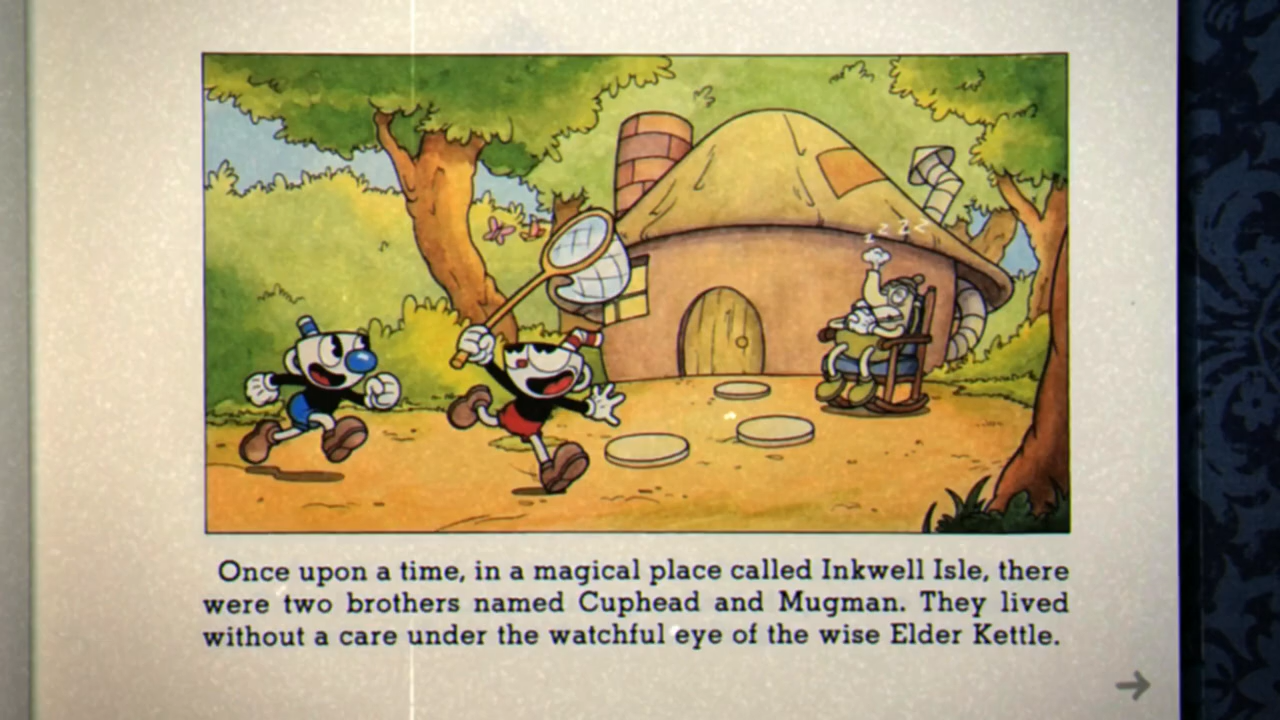 z z z z
Once upon a time, in a magical place called Inkwell Isle, there
were two brothers named Cuphead and Mugman. They lived
without a care under the watchful eye of the wise Elder Kettle.